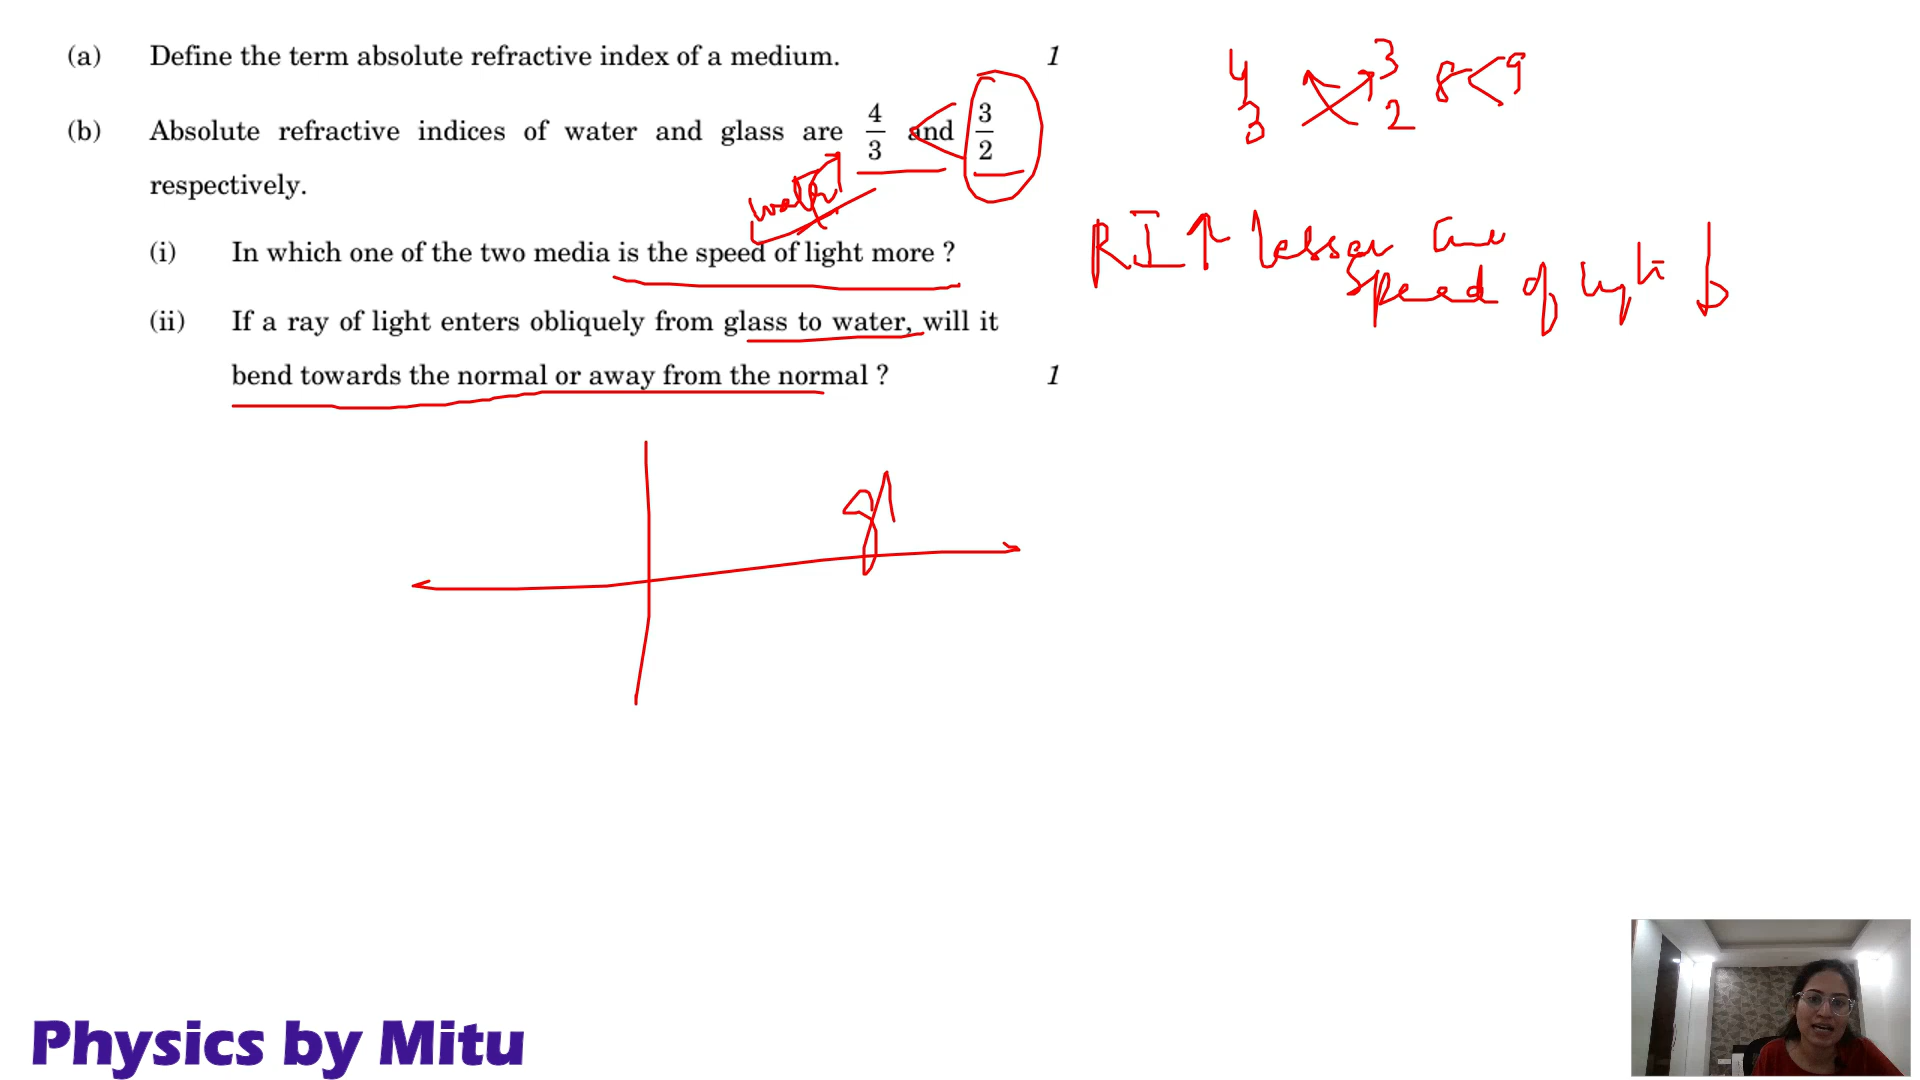 (a) Define the term absolute refractive index of a medium. 1
(b) Absolute refractive indices of water and glass are 4/3 and 3/2
respectively.
(i) In which one of the two media is the speed of light more ?
(ii) If a ray of light enters obliquely from glass to water, will it
bend towards the normal or away from the normal ? 1
4 3 8<9
3 2
water
RI↑ lesser the
speed of light
gl
Physics by Mitu